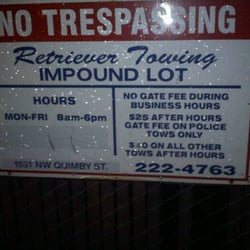 NO TRESPASSING
Retriever Towing
IMPOUND LOT
HOURS
MON-FRI 8am-6pm
NO GATE FEE DURING
BUSINESS HOURS
$25 AFTER HOURS
GATE FEE ON POLICE
TOWS ONLY
ON ALL OTHER
TOWS AFTER HOURS
1531 NW QUIMBY ST.
222-4763